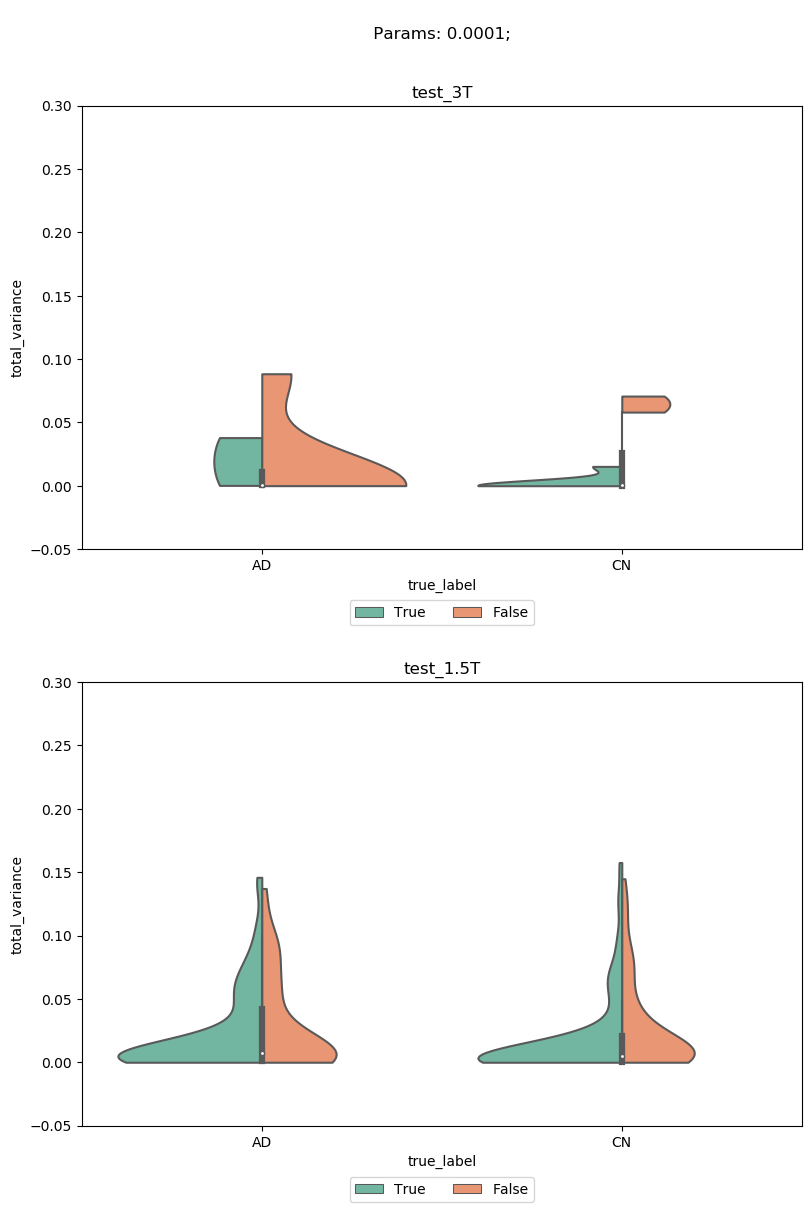 Params: 0.0001;
test_3T
0.30
0.25
0.20
0.15
0.10
0.05
0.00
−0.05
total_variance
AD CN
true_label
True False
test_1.5T
0.30
0.25
0.20
0.15
0.10
0.05
0.00
−0.05
total_variance
AD CN
true_label
True False